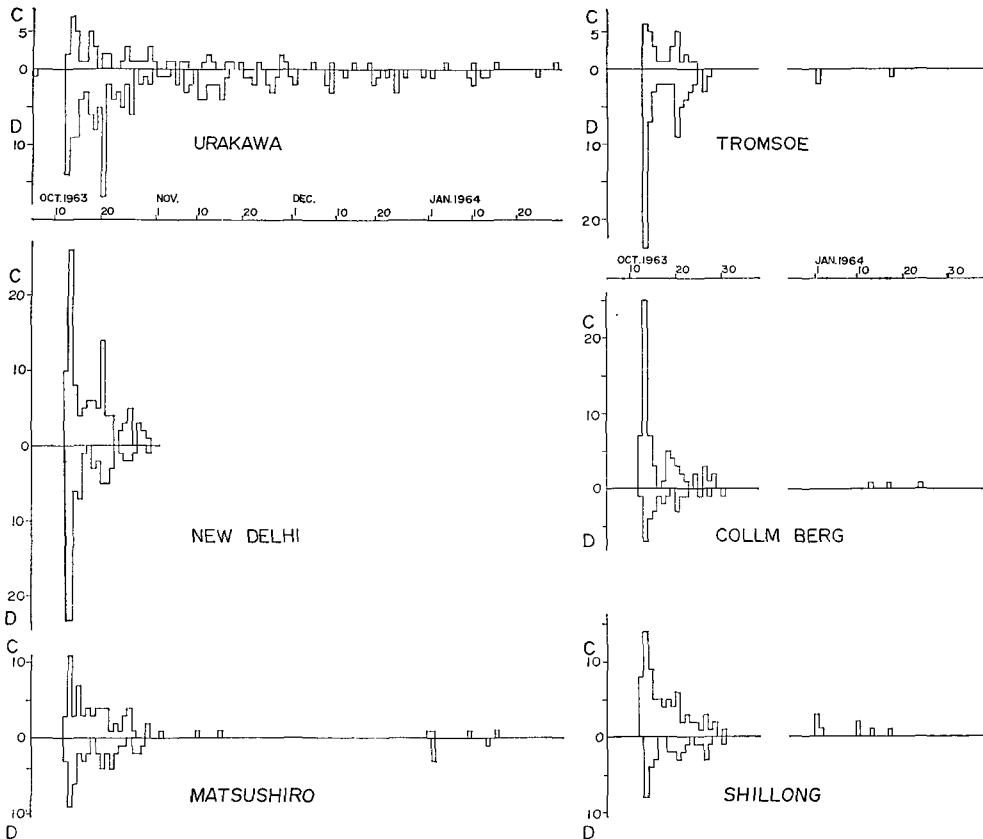 C
5
0
D
10
URAKAWA
OCT. 1963 NOV. DEC. JAN. 1964
10 20 1 10 20 1 10 20 1 10 20
C
20
10
0
10
20
D
NEW DELHI
C
10
0
10
D
MATSUSHIRO
C
5
0
D
10
20
TROMSOE
OCT. 1963 JAN. 1964
10 20 30 1 10 20 30
C
20
10
0
D
COLLM BERG
C
10
0
10
D
SHILLONG